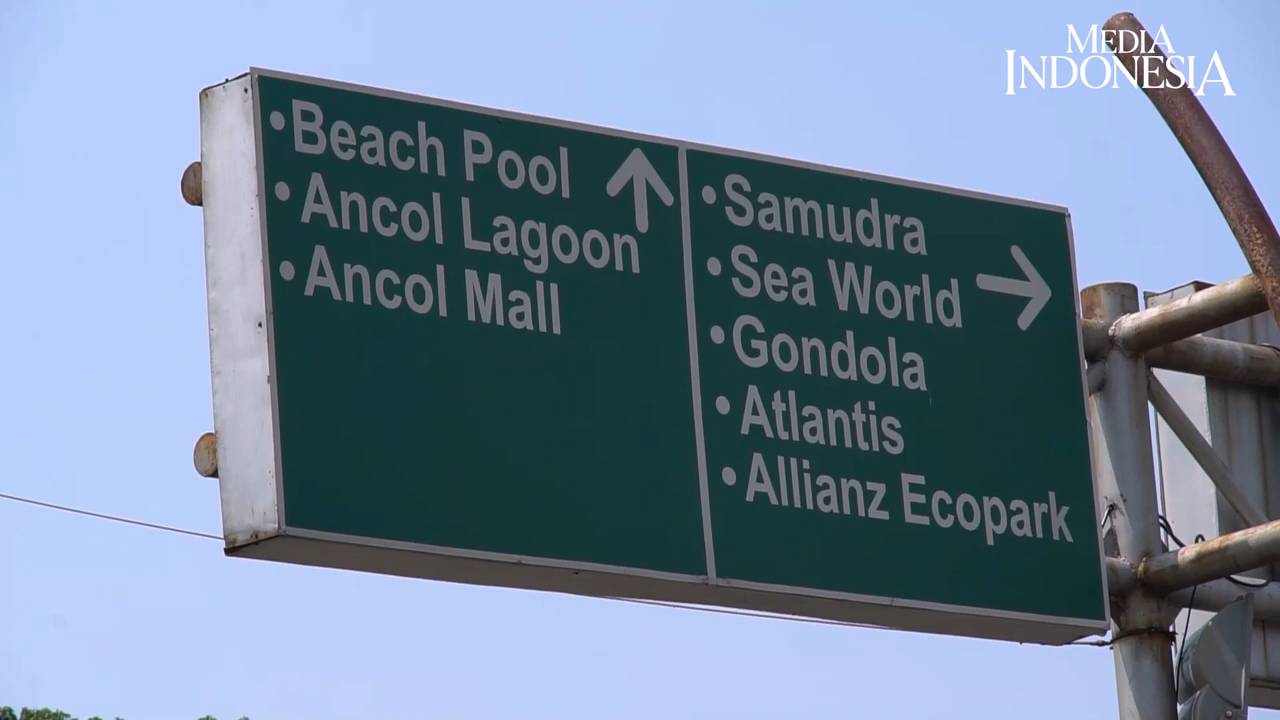 MEDIA
INDONESIA
•Beach Pool
•Ancol Lagoon
•Ancol Mall
•Samudra
•Sea World
•Gondola
•Atlantis
•Allianz Ecopark